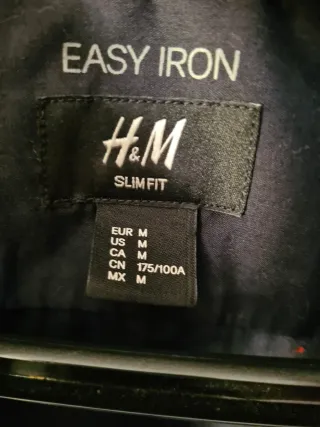 EASY IRON
H&M
SLIM FIT
EUR M
US M
CA M
CN 175/100A
MX M